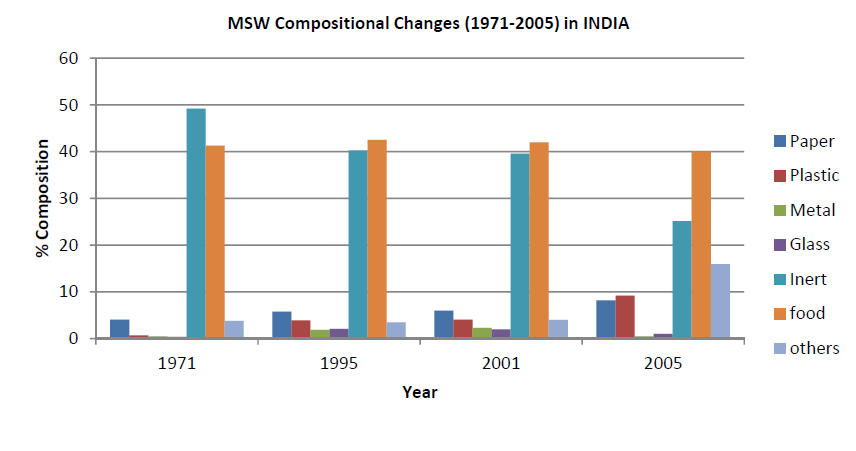 MSW Compositional Changes (1971-2005) in INDIA
60
50
40
30
20
10
0
% Composition
1971 1995 2001 2005
Year
Paper
Plastic
Metal
Glass
Inert
food
others